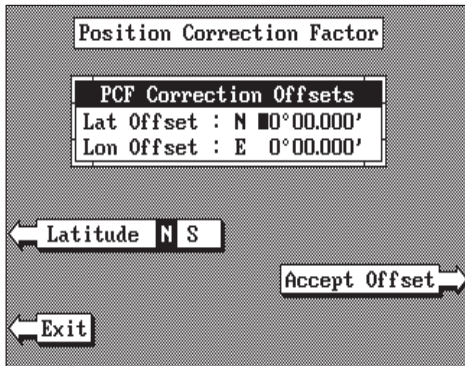 Position Correction Factor
PCF Correction Offsets
Lat Offset : N 0°00.000'
Lon Offset : E 0°00.000'
Latitude N S
Accept Offset
Exit